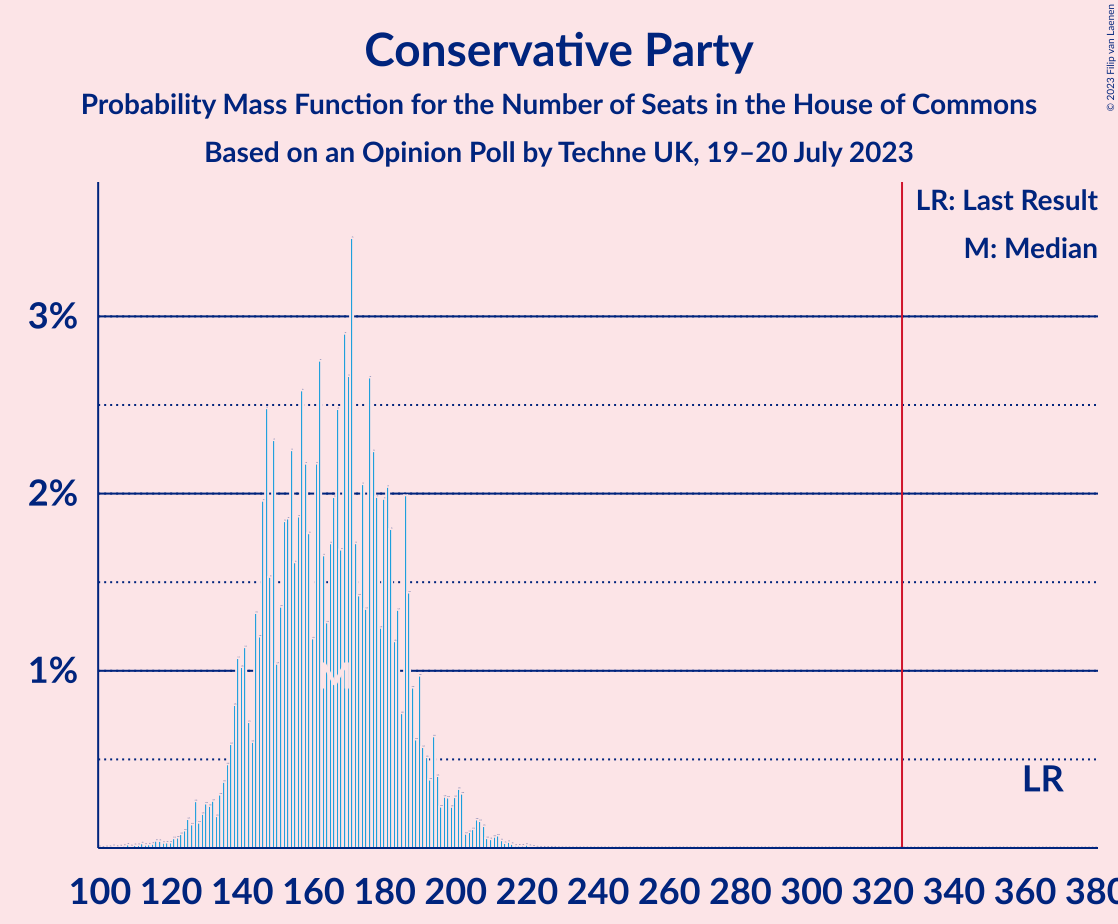 Conservative Party
Probability Mass Function for the Number of Seats in the House of Commons
Based on an Opinion Poll by Techne UK, 19–20 July 2023
© 2023 Filip van Laenen
LR: Last Result
M: Median
3%
2%
1%
M
LR
100 120 140 160 180 200 220 240 260 280 300 320 340 360 380